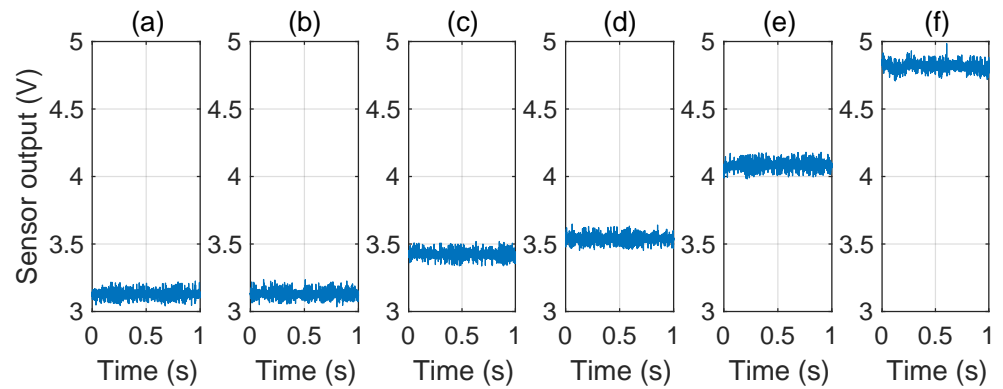 (a) (b) (c) (d) (e) (f)
5 5 5 5 5 5
4.5 4.5 4.5 4.5 4.5 4.5
4 4 4 4 4 4
3.5 3.5 3.5 3.5 3.5 3.5
3 3 3 3 3 3
Sensor output (V)
0 0.5 1 0 0.5 1 0 0.5 1 0 0.5 1 0 0.5 1 0 0.5 1
Time (s) Time (s) Time (s) Time (s) Time (s) Time (s)